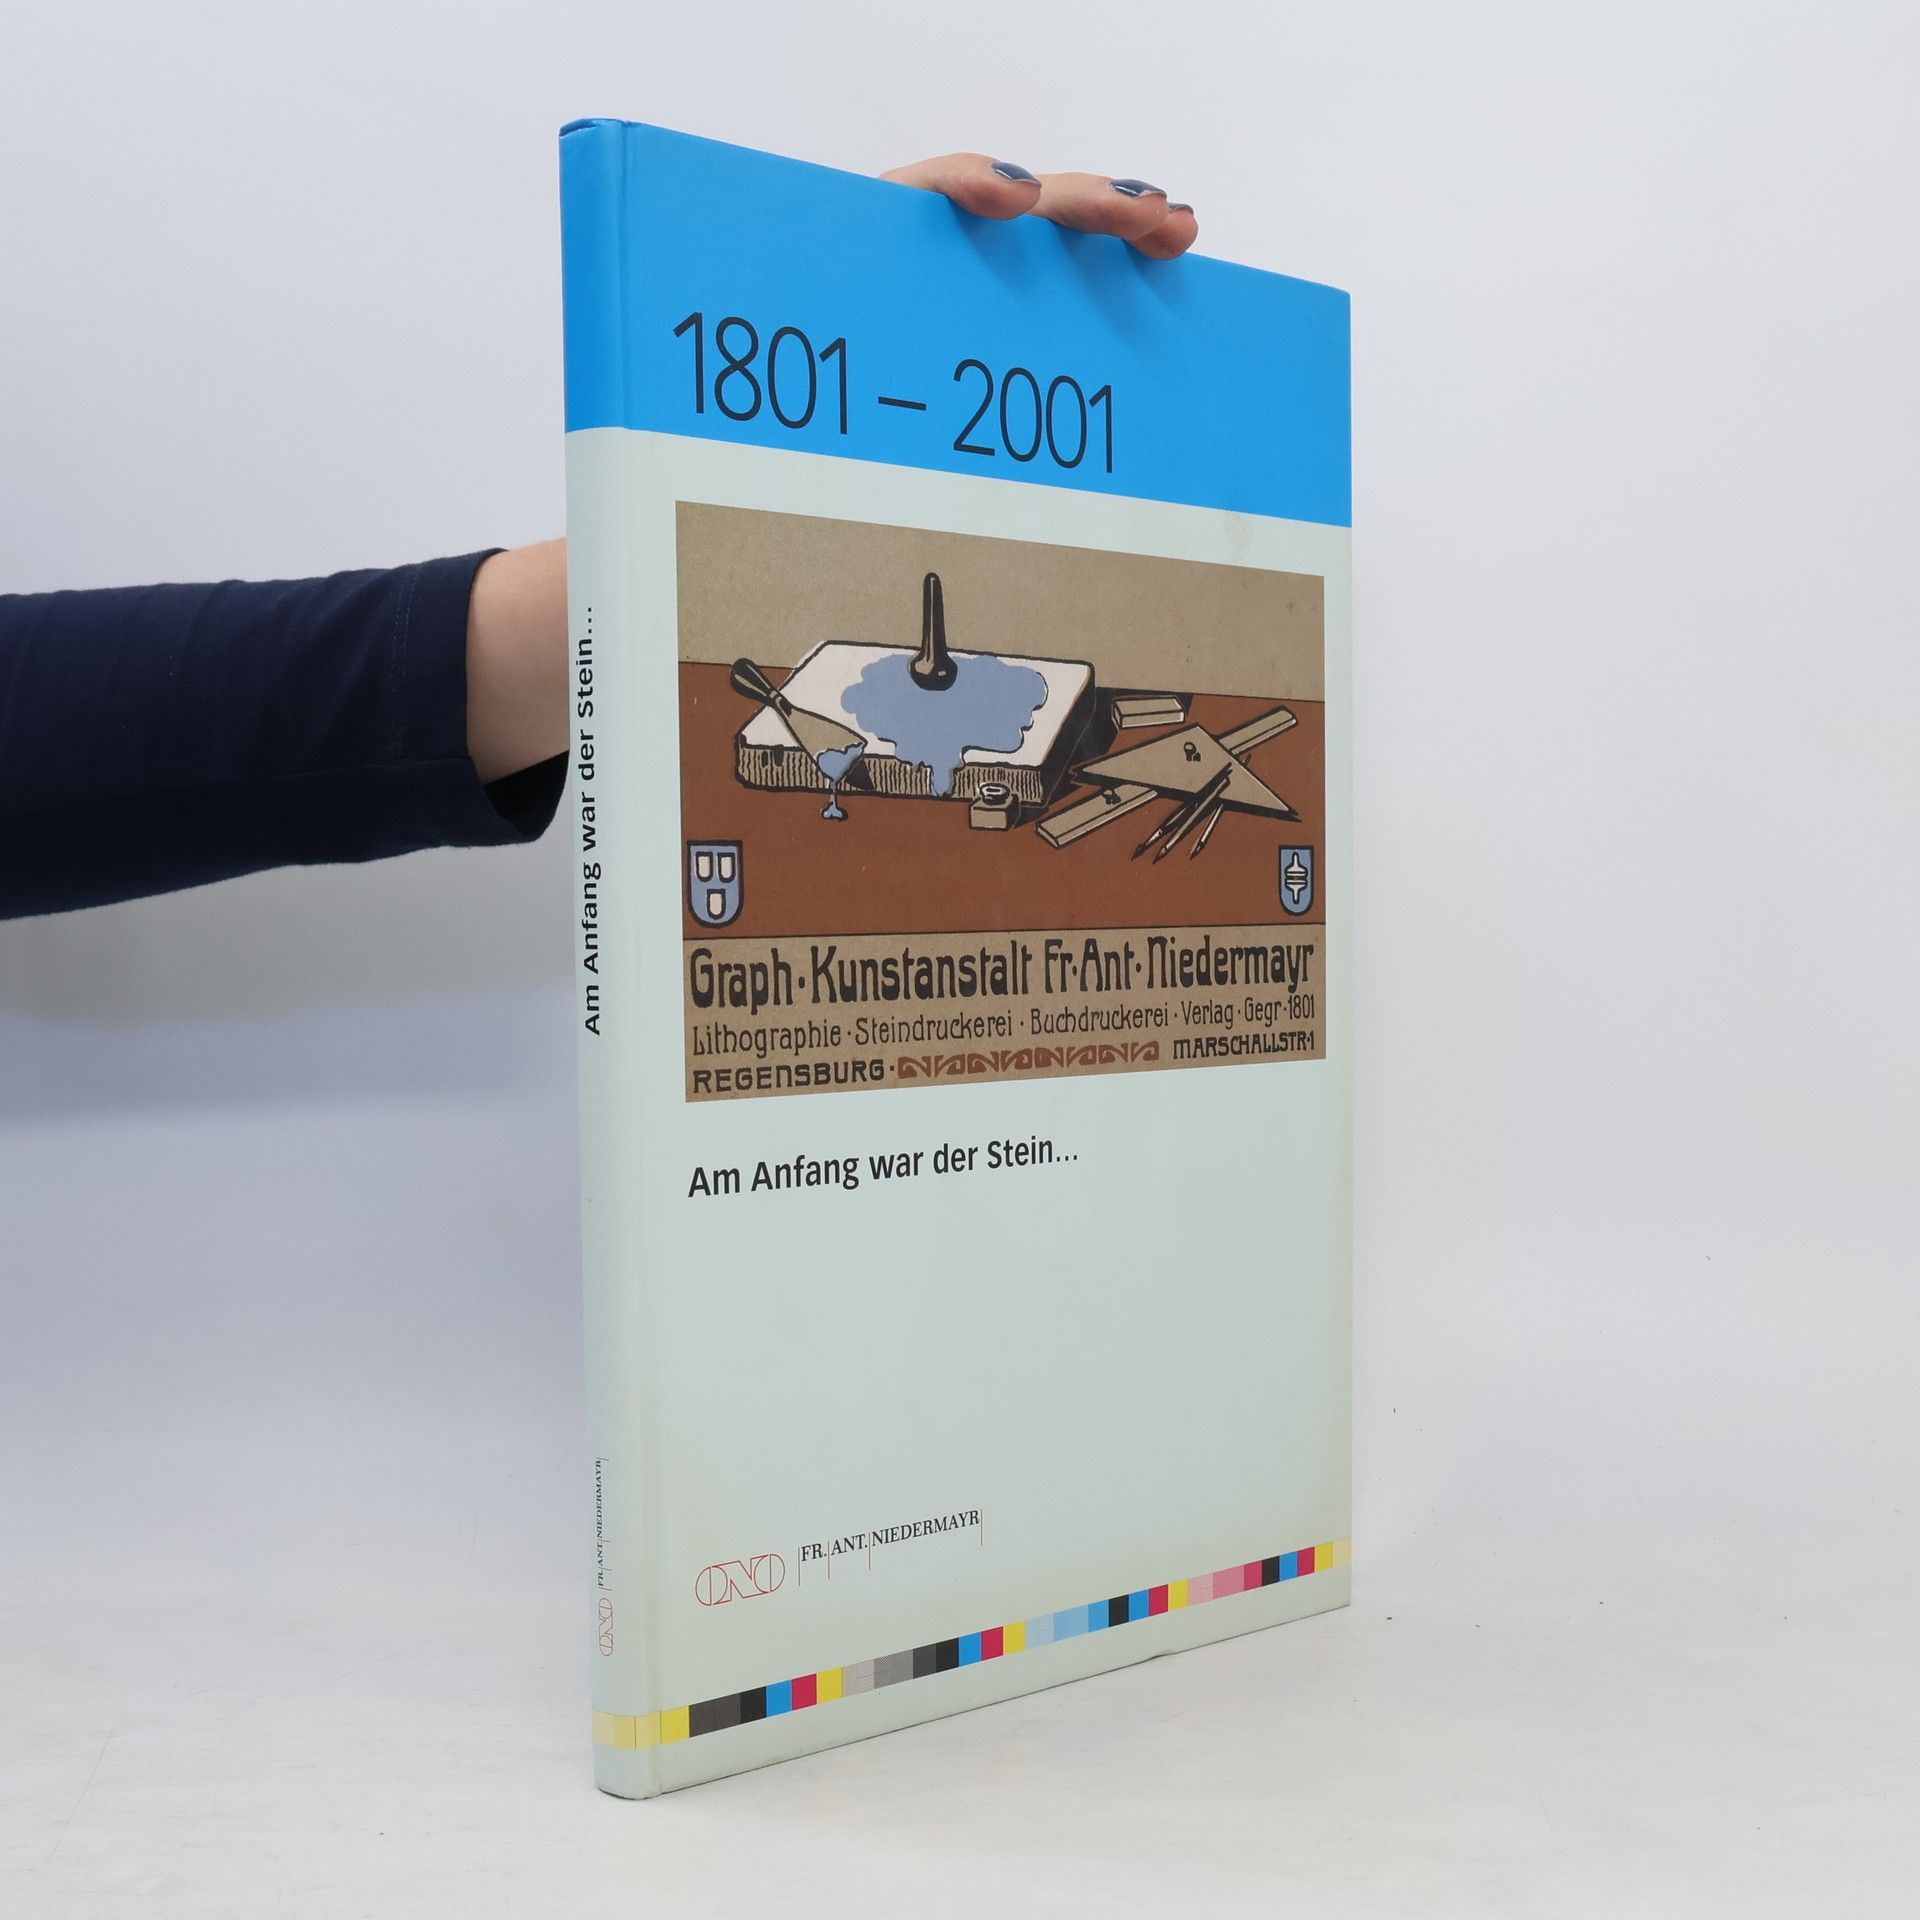 1801 – 2001
Graph·Kunstanstalt Fr·Ant·Niedermayr
Lithographie·Steindruckerei·Buchdruckerei·Verlag·Gegr·1801
REGENSBURG· MARSCHALLSTR·1
Am Anfang war der Stein...
FR. ANT. NIEDERMAYR
Am Anfang war der Stein...
FR. ANT. NIEDERMAYR